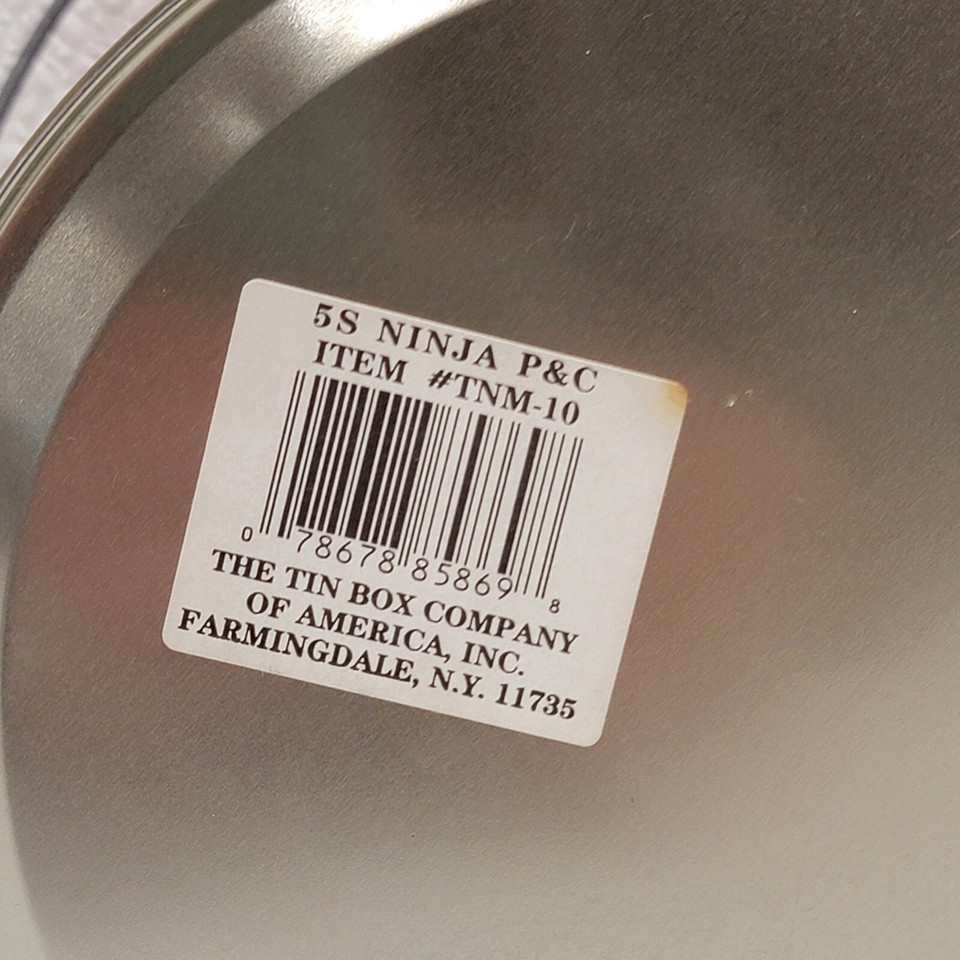 5S NINJA P&C
ITEM #TNM-10
0 78678 85869 8
THE TIN BOX COMPANY
OF AMERICA, INC.
FARMINGDALE, N.Y. 11735